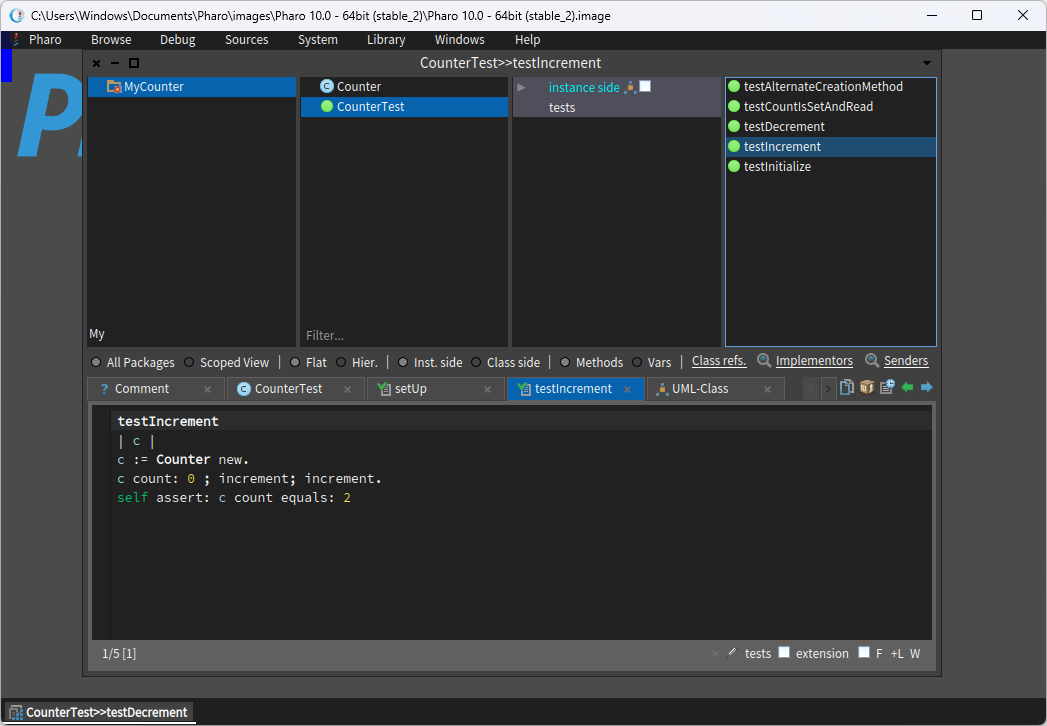 C:\Users\Windows\Documents\Pharo\images\Pharo 10.0 - 64bit (stable_2)\Pharo 10.0 - 64bit (stable_2).image
Pharo Browse Debug Sources System Library Windows Help
CounterTest>>testIncrement
MyCounter
My
Counter
CounterTest
Filter...
instance side
tests
testAlternateCreationMethod
testCountIsSetAndRead
testDecrement
testIncrement
testInitialize
All Packages Scoped View | Flat Hier. | Inst. side Class side | Methods Vars | Class refs. Implementors Senders
? Comment CounterTest setUp testIncrement UML-Class
testIncrement
| c |
c := Counter new.
c count: 0 ; increment; increment.
self assert: c count equals: 2
1/5 [1] tests extension F +L W
CounterTest>>testDecrement